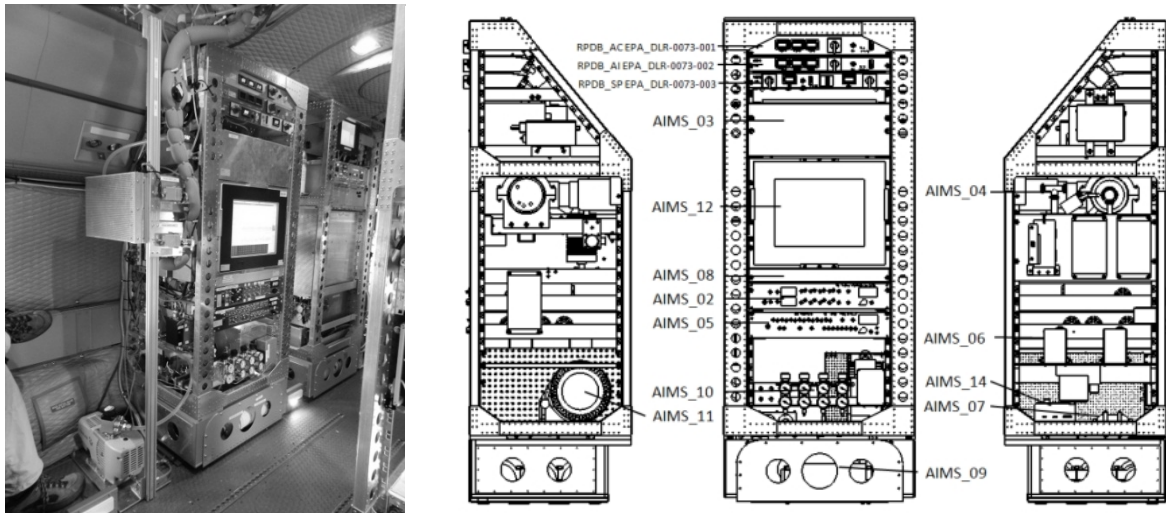 RPDB_AC EPA_DLR-0073-001
RPDB_AI EPA_DLR-0073-002
RPDB_SP EPA_DLR-0073-003
AIMS_03
AIMS_12
AIMS_04
AIMS_08
AIMS_02
AIMS_05
AIMS_06
AIMS_10
AIMS_14
AIMS_11
AIMS_07
AIMS_09